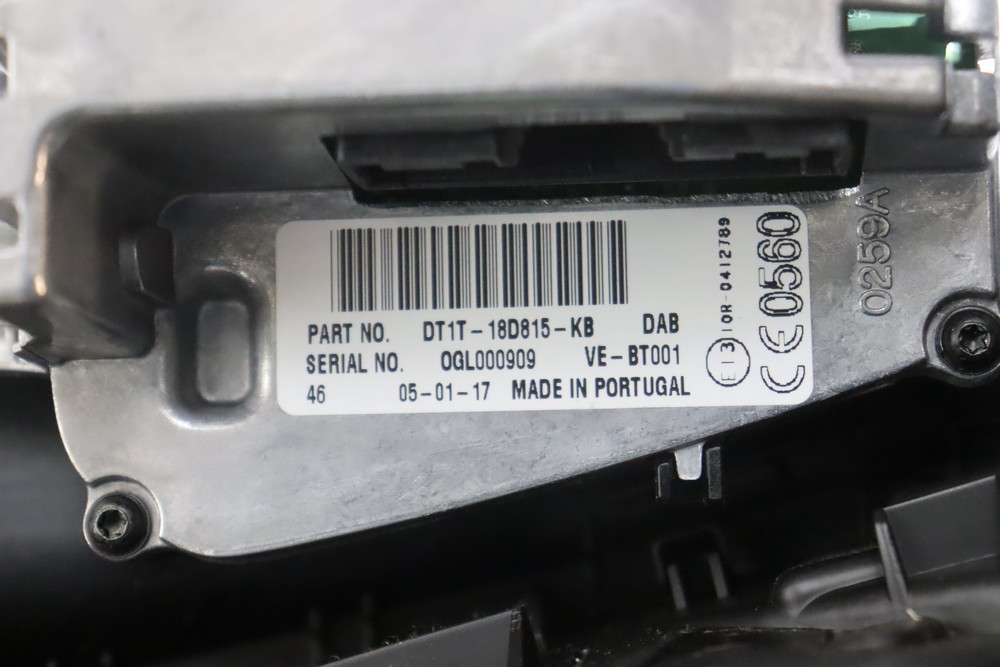 PART NO. DT1T-18D815-KB DAB
SERIAL NO. OGL000909 VE-BT001
46 05-01-17 MADE IN PORTUGAL
E13 10R-0412789
CE0560
0259A